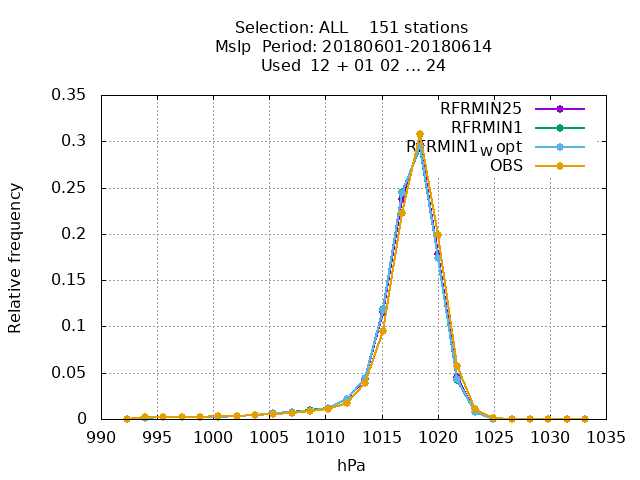 Selection: ALL    151 stations
Mslp  Period: 20180601-20180614
Used  12 + 01 02 ... 24
RFRMIN25
RFRMIN1
RFRMIN1W opt
OBS
Relative frequency
0.35
0.3
0.25
0.2
0.15
0.1
0.05
0
990 995 1000 1005 1010 1015 1020 1025 1030 1035
hPa